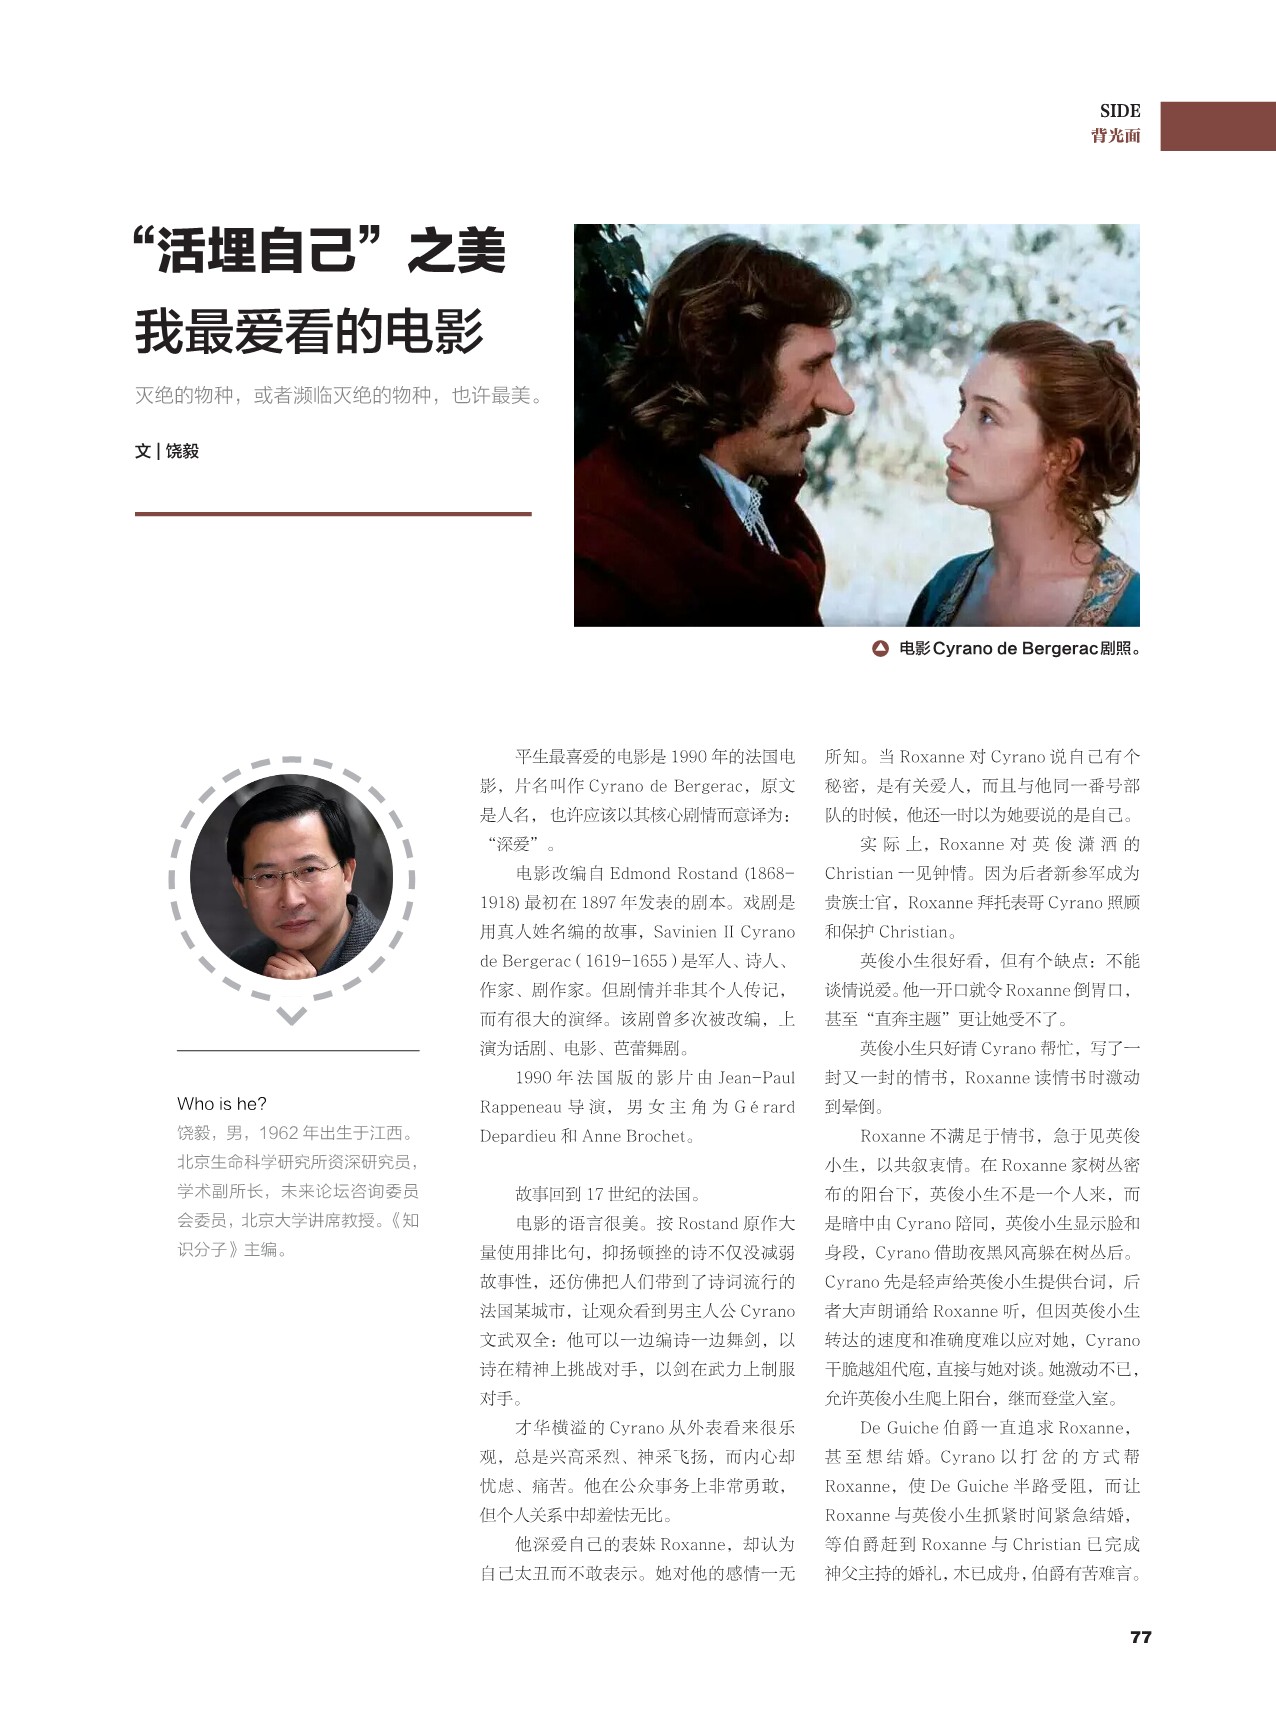 SIDE
背光面
“活埋自己”之美
我最爱看的电影
灭绝的物种，或者濒临灭绝的物种，也许最美。
文 | 饶毅
电影Cyrano de Bergerac剧照。
Who is he?
饶毅，男，1962 年出生于江西。
北京生命科学研究所资深研究员，
学术副所长，未来论坛咨询委员
会委员，北京大学讲席教授。《知
识分子》主编。
平生最喜爱的电影是 1990 年的法国电
影，片名叫作 Cyrano de Bergerac，原文
是人名， 也许应该以其核心剧情而意译为：
“深爱”。
电影改编自 Edmond Rostand (1868-
1918) 最初在 1897 年发表的剧本。戏剧是
用真人姓名编的故事，Savinien II Cyrano
de Bergerac ( 1619-1655 ) 是军人、诗人、
作家、剧作家。但剧情并非其个人传记，
而有很大的演绎。该剧曾多次被改编，上
演为话剧、电影、芭蕾舞剧。
1990 年法国版的影片由 Jean-Paul
Rappeneau 导演，男女主角为 Gé rard
Depardieu 和 Anne Brochet。
故事回到 17 世纪的法国。
电影的语言很美。按 Rostand 原作大
量使用排比句，抑扬顿挫的诗不仅没减弱
故事性，还仿佛把人们带到了诗词流行的
法国某城市，让观众看到男主人公 Cyrano
文武双全：他可以一边编诗一边舞剑，以
诗在精神上挑战对手，以剑在武力上制服
对手。
才华横溢的 Cyrano 从外表看来很乐
观，总是兴高采烈、神采飞扬，而内心却
忧虑、痛苦。他在公众事务上非常勇敢，
但个人关系中却羞怯无比。
他深爱自己的表妹 Roxanne，却认为
自己太丑而不敢表示。她对他的感情一无
所知。当 Roxanne 对 Cyrano 说自己有个
秘密，是有关爱人，而且与他同一番号部
队的时候，他还一时以为她要说的是自己。
实际上，Roxanne 对英俊潇洒的
Christian 一见钟情。因为后者新参军成为
贵族士官，Roxanne 拜托表哥 Cyrano 照顾
和保护 Christian。
英俊小生很好看，但有个缺点：不能
谈情说爱。他一开口就令 Roxanne 倒胃口，
甚至“直奔主题”更让她受不了。
英俊小生只好请 Cyrano 帮忙，写了一
封又一封的情书，Roxanne 读情书时激动
到晕倒。
Roxanne 不满足于情书，急于见英俊
小生，以共叙衷情。在 Roxanne 家树丛密
布的阳台下，英俊小生不是一个人来，而
是暗中由 Cyrano 陪同，英俊小生显示脸和
身段，Cyrano 借助夜黑风高躲在树丛后。
Cyrano 先是轻声给英俊小生提供台词，后
者大声朗诵给 Roxanne 听，但因英俊小生
转达的速度和准确度难以应对她，Cyrano
干脆越俎代庖，直接与她对谈。她激动不已，
允许英俊小生爬上阳台，继而登堂入室。
De Guiche 伯爵一直追求 Roxanne，
甚至想结婚。Cyrano 以打岔的方式帮
Roxanne，使 De Guiche 半路受阻，而让
Roxanne 与英俊小生抓紧时间紧急结婚，
等伯爵赶到 Roxanne 与 Christian 已完成
神父主持的婚礼，木已成舟，伯爵有苦难言。
77